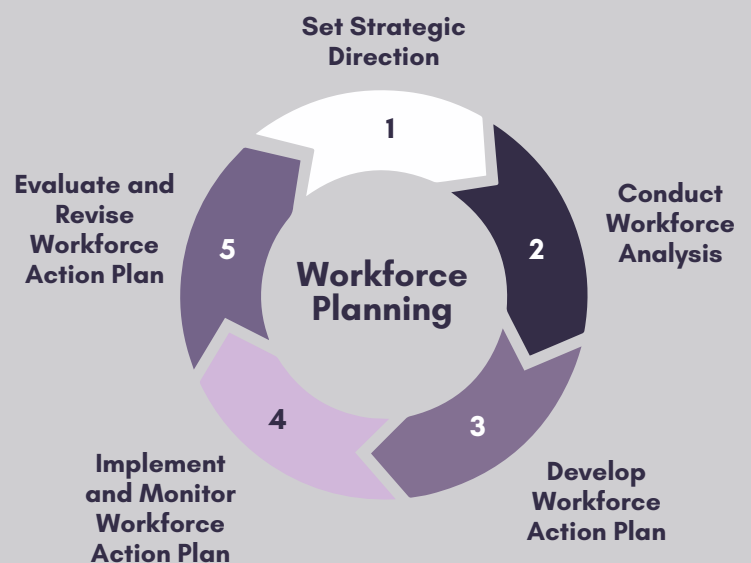 Set Strategic
Direction
1
Conduct
Workforce
Analysis
2
Develop
Workforce
Action Plan
3
Implement
and Monitor
Workforce
Action Plan
4
Evaluate and
Revise
Workforce
Action Plan
5
Workforce
Planning